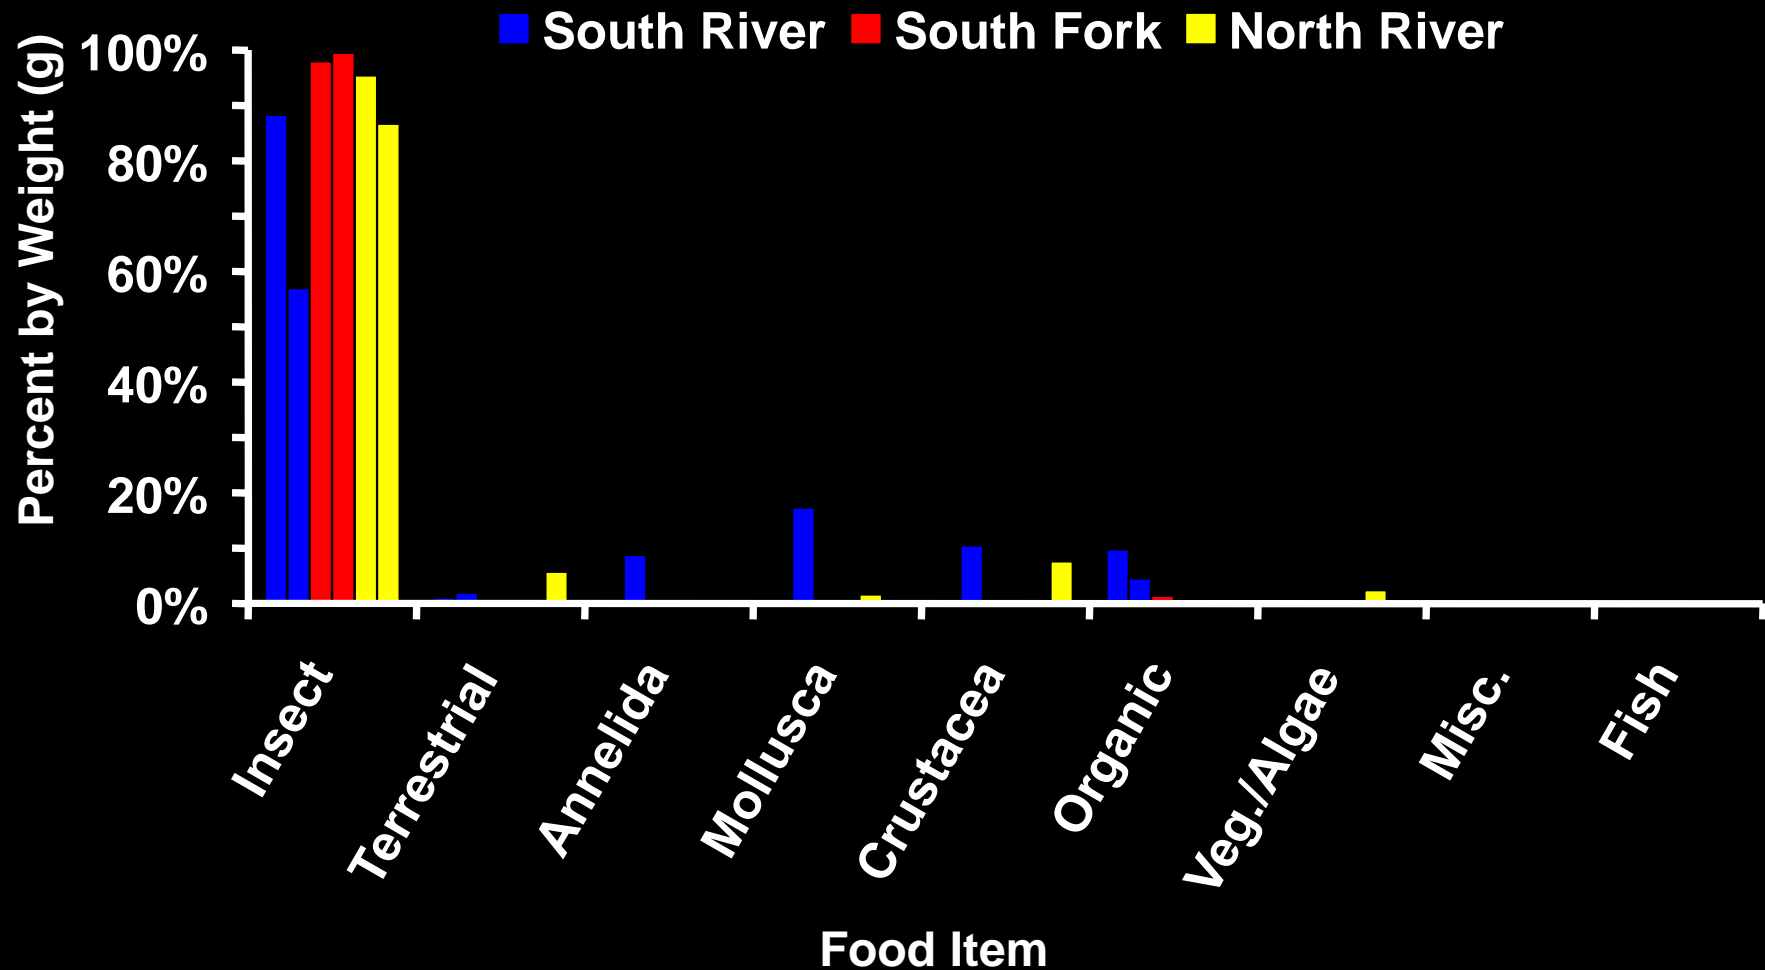 South River South Fork North River
Percent by Weight (g)
100%
80%
60%
40%
20%
0%
Insect
Terrestrial
Annelida
Mollusca
Crustacea
Organic
Veg./Algae
Misc.
Fish
Food Item